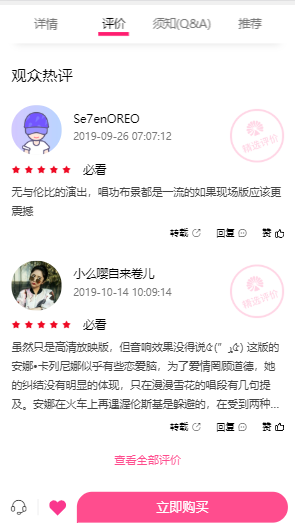 详情 评价 须知(Q&A) 推荐
观众热评
Se7enOREO
2019-09-26 07:07:12
精选评价
必看
无与伦比的演出，唱功布景都是一流的如果现场版应该更
震撼
转载 回复 赞
小么嘤自来卷儿
2019-10-14 10:09:14
精选评价
必看
虽然只是高清放映版，但音响效果没得说 这版的
安娜•卡列尼娜似乎有些恋爱脑，为了爱情罔顾道德，她
的纠结没有明显的体现，只在漫漫雪花的唱段有几句提
及。安娜在火车上再遇渥伦斯基是躲避的，在受到两种...
转载 回复 赞
查看全部评价
立即购买